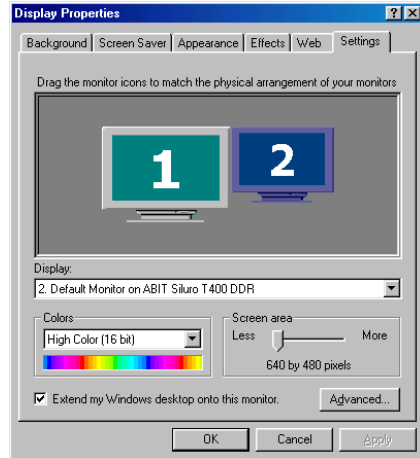 Display Properties
Background Screen Saver Appearance Effects Web Settings
Drag the monitor icons to match the physical arrangement of your monitors
1 2
Display:
2. Default Monitor on ABIT Siluro T400 DDR
Colors
High Color (16 bit)
Screen area
Less More
640 by 480 pixels
Extend my Windows desktop onto this monitor.
Advanced...
OK Cancel Apply